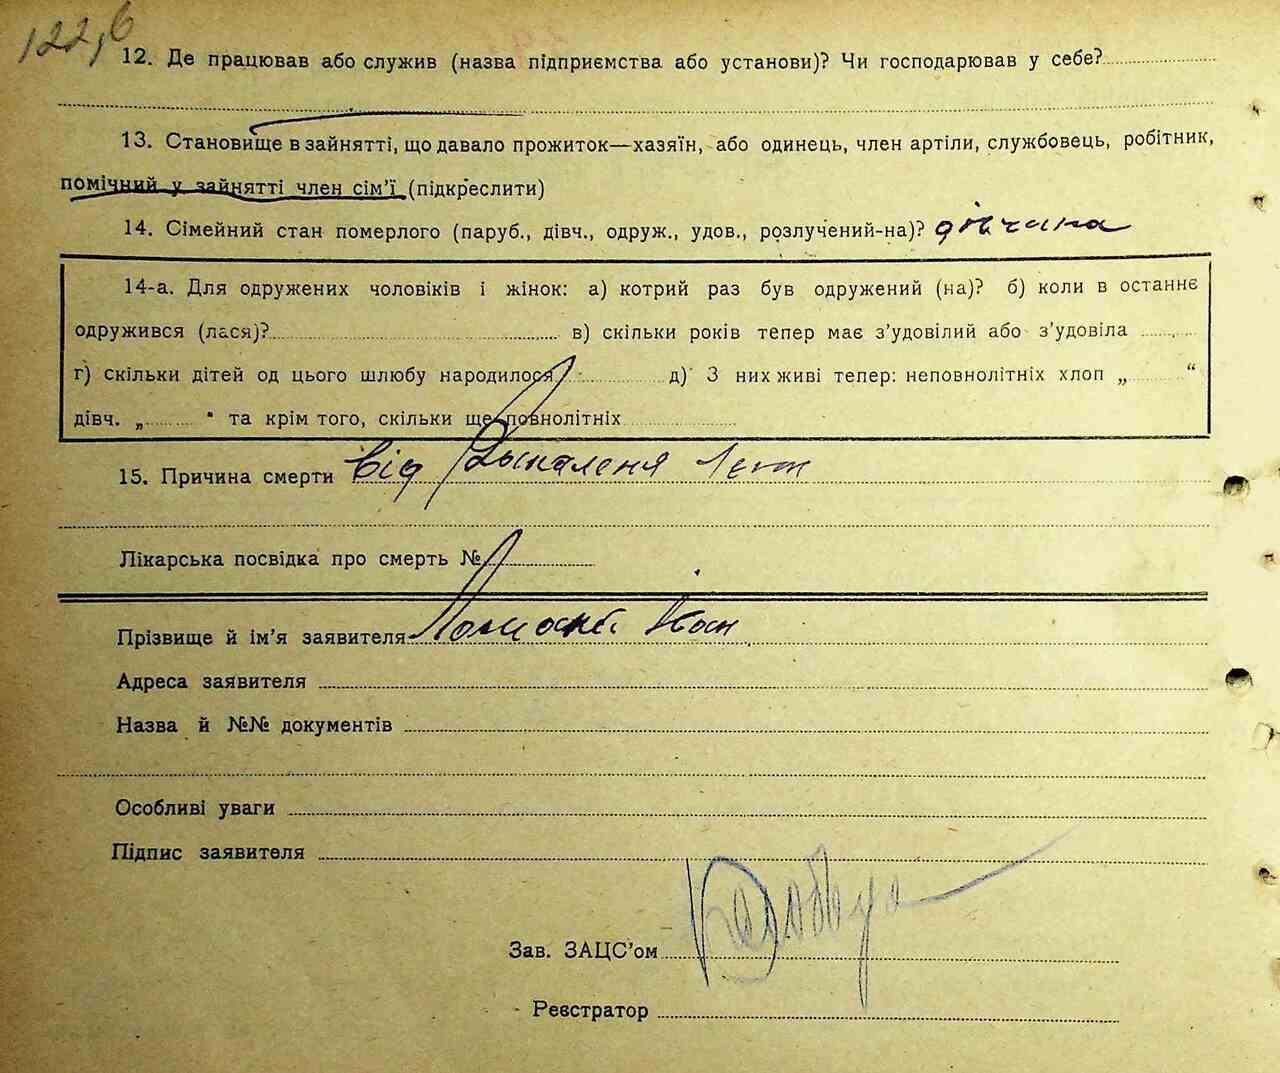 122, б
12. Де працював або служив (назва підприємства або установи)? Чи господарював у себе?
13. Становище в зайнятті, що давало прожиток—хазяїн, або одинець, член артіли, службовець, робітник,
помічний у зайнятті член сім’ї (підкреслити)
14. Сімейний стан померлого (паруб., дівч., одруж., удов., розлучений-на)? дівчина
14-а. Для одружених чоловіків і жінок: а) котрий раз був одружений (на)? б) коли в останнє
одружився (лася)? в) скільки років тепер має з’удовілий або з’удовіла
г) скільки дітей од цього шлюбу народилося д) З них живі тепер: неповнолітніх хлоп „ “
дівч. „ “ та крім того, скільки ще повнолітніх
15. Причина смерти від
Лікарська посвідка про смерть №
Прізвище й ім’я заявителя Іван
Адреса заявителя
Назва й №№ документів
Особливі уваги
Підпис заявителя
Зав. ЗАЦС’ом
Реєстратор